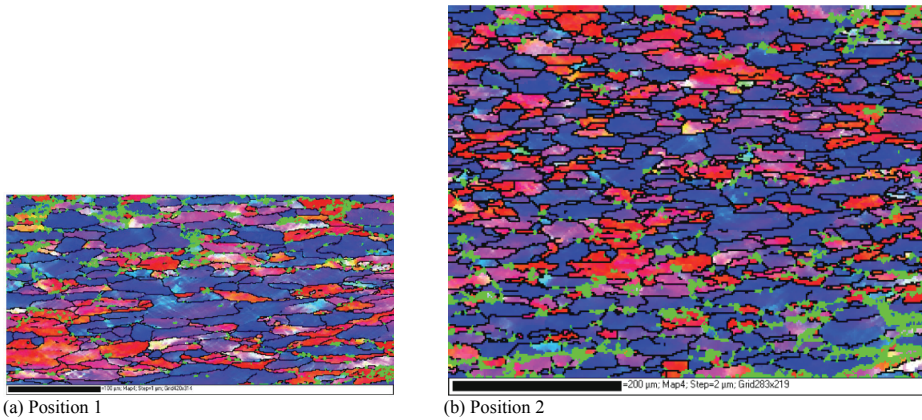 =100 µm; Map4; Step=1 µm; Grid420x314
=200 µm; Map4; Step=2 µm; Grid283x219
(a) Position 1
(b) Position 2